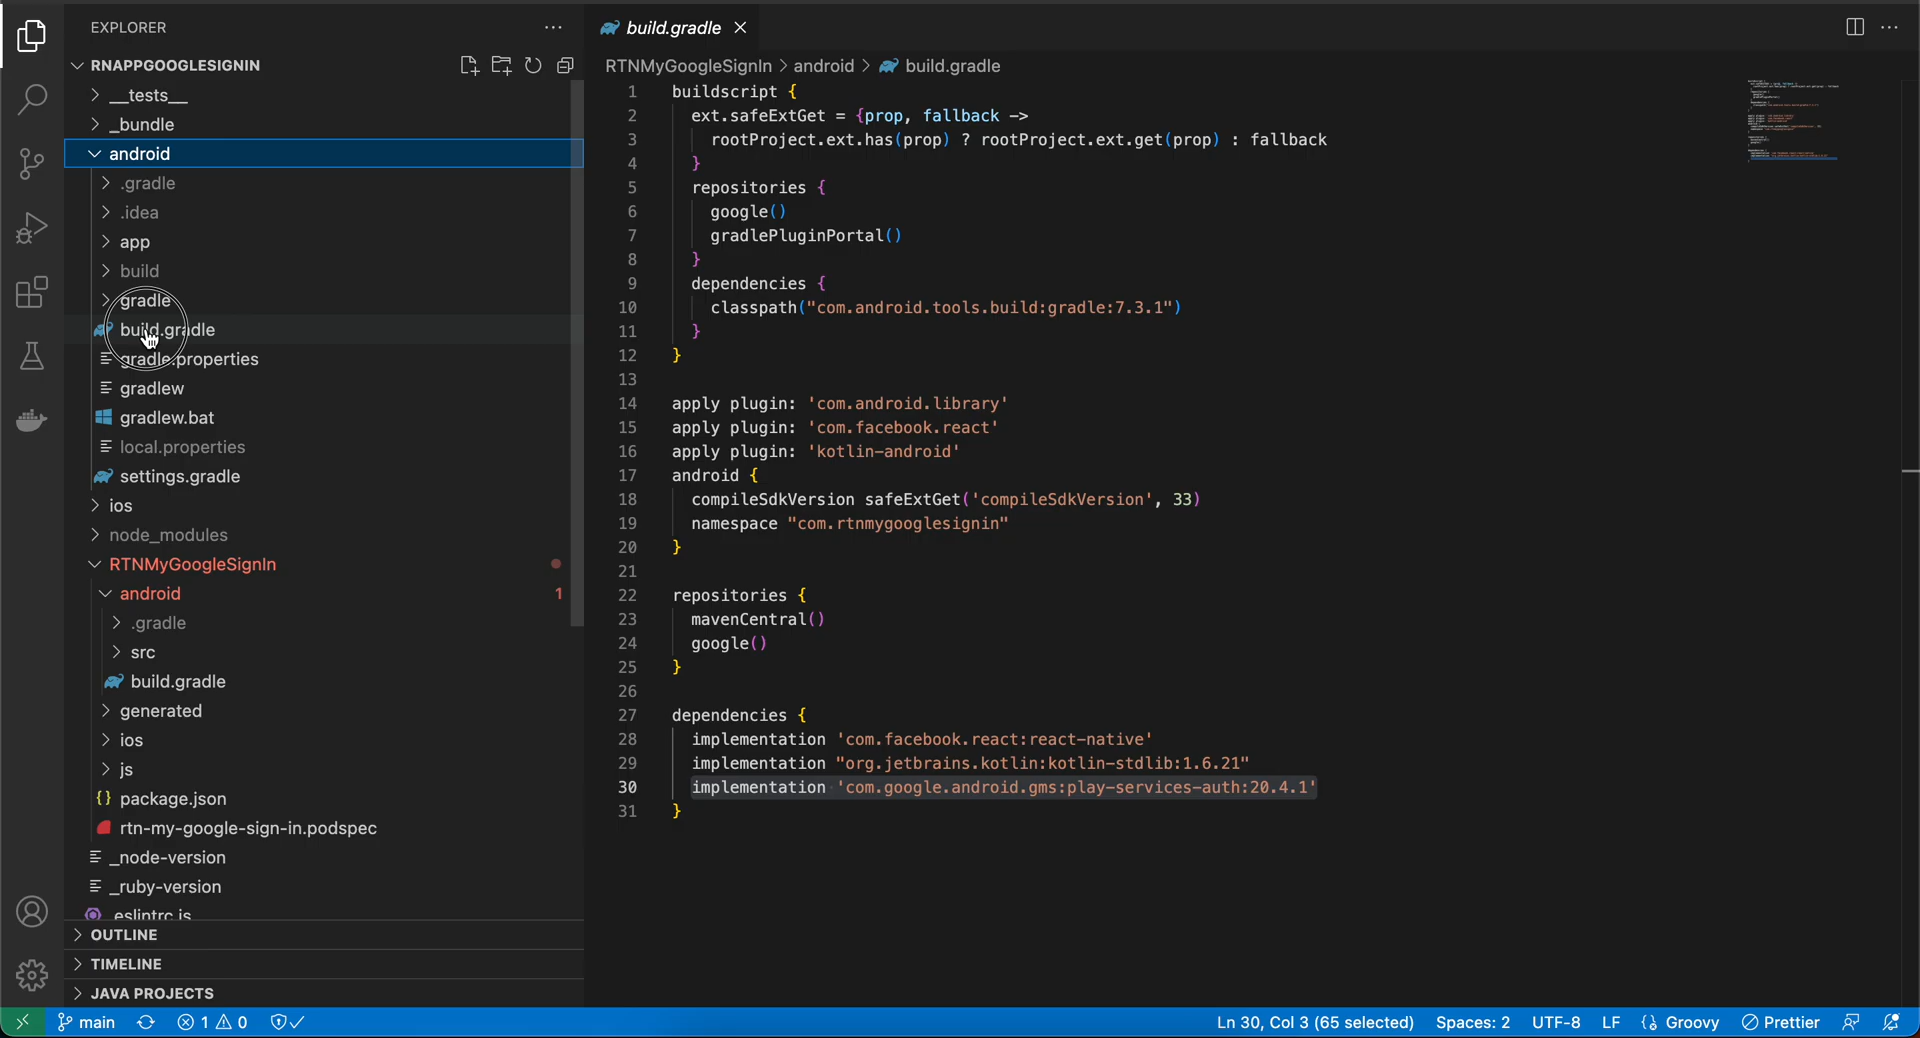 EXPLORER
RNAPPGOOGLESIGNIN
__tests__
_bundle
android
.gradle
.idea
app
build
gradle
build.gradle
gradle.properties
gradlew
gradlew.bat
local.properties
settings.gradle
ios
node_modules
RTNMyGoogleSignIn
android 1
.gradle
src
build.gradle
generated
ios
js
{} package.json
rtn-my-google-sign-in.podspec
_node-version
_ruby-version
eslintrc.js
OUTLINE
TIMELINE
JAVA PROJECTS
build.gradle
RTNMyGoogleSignIn > android > build.gradle
1 buildscript {
2 ext.safeExtGet = {prop, fallback ->
3 rootProject.ext.has(prop) ? rootProject.ext.get(prop) : fallback
4 }
5 repositories {
6 google()
7 gradlePluginPortal()
8 }
9 dependencies {
10 classpath("com.android.tools.build:gradle:7.3.1")
11 }
12 }
13
14 apply plugin: 'com.android.library'
15 apply plugin: 'com.facebook.react'
16 apply plugin: 'kotlin-android'
17 android {
18 compileSdkVersion safeExtGet('compileSdkVersion', 33)
19 namespace "com.rtnmygooglesignin"
20 }
21
22 repositories {
23 mavenCentral()
24 google()
25 }
26
27 dependencies {
28 implementation 'com.facebook.react:react-native'
29 implementation "org.jetbrains.kotlin:kotlin-stdlib:1.6.21"
30 implementation 'com.google.android.gms:play-services-auth:20.4.1'
31 }
main 1 0 Ln 30, Col 3 (65 selected) Spaces: 2 UTF-8 LF {} Groovy Prettier